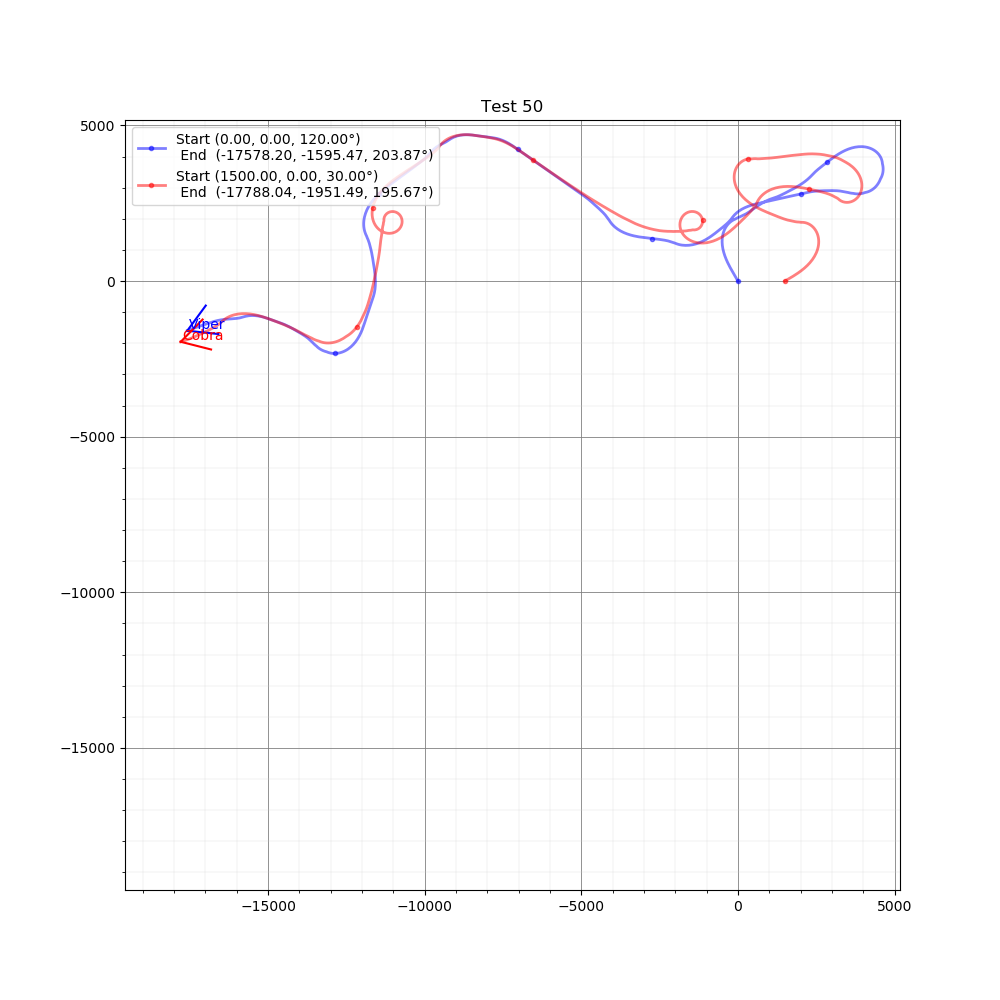 Test 50
Start (0.00, 0.00, 120.00°)
End (-17578.20, -1595.47, 203.87°)
Start (1500.00, 0.00, 30.00°)
End (-17788.04, -1951.49, 195.67°)
5000
0
−5000
−10000
−15000
Viper
Cobra
−15000
−10000
−5000
0
5000